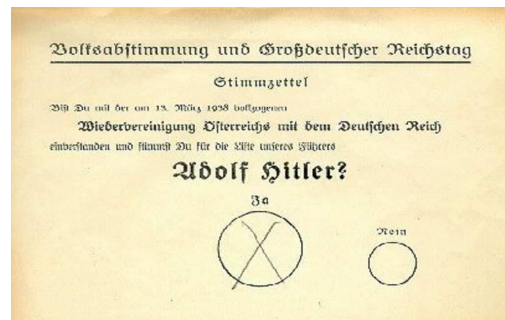 Volksabstimmung und Großdeutscher Reichstag
Stimmzettel
Bist Du mit der am 13. März 1938 vollzogenen
Wiedervereinigung Österreichs mit dem Deutschen Reich
einverstanden und stimmst Du für die Liste unseres Führers
Adolf Hitler?
Ja
Nein